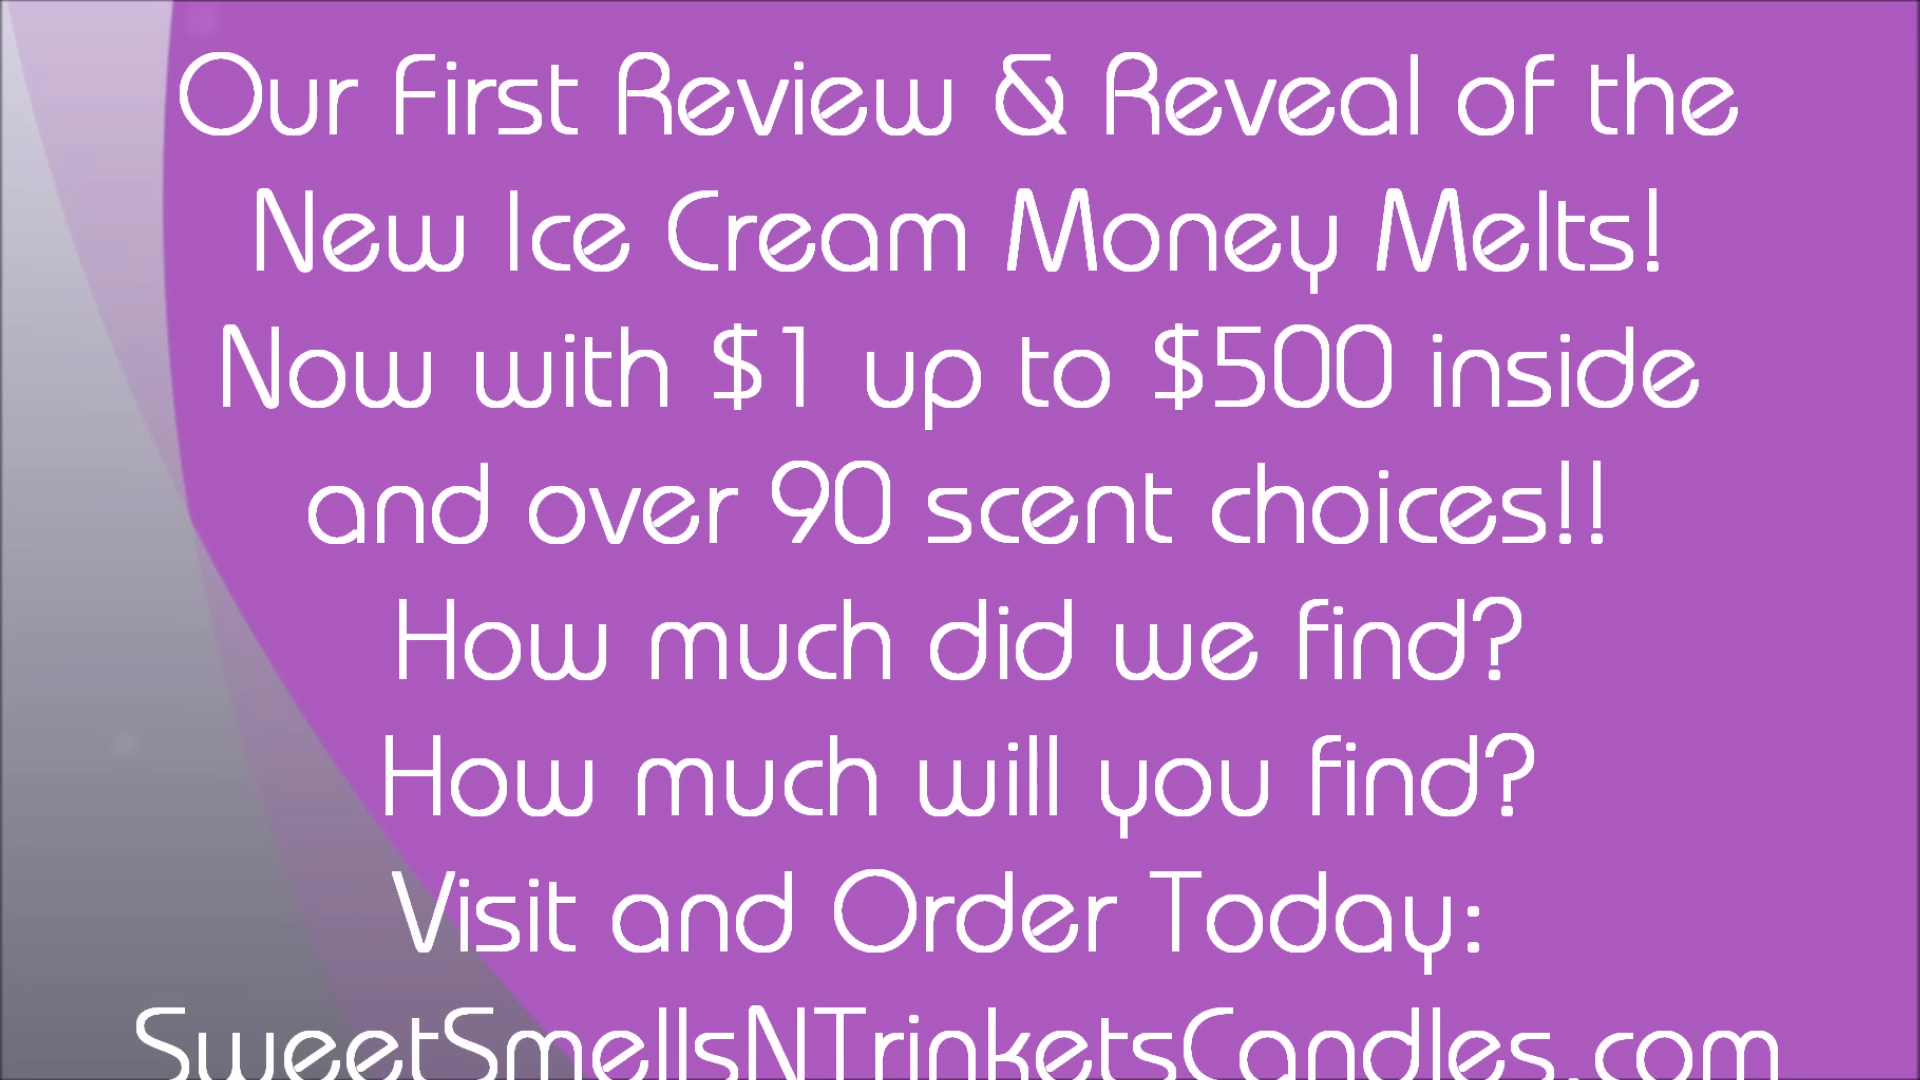 Our First Review & Reveal of the
New Ice Cream Money Melts!
Now with $1 up to $500 inside
and over 90 scent choices!!
How much did we find?
How much will you find?
Visit and Order Today:
SweetSmellsNTrinketsCandles.com